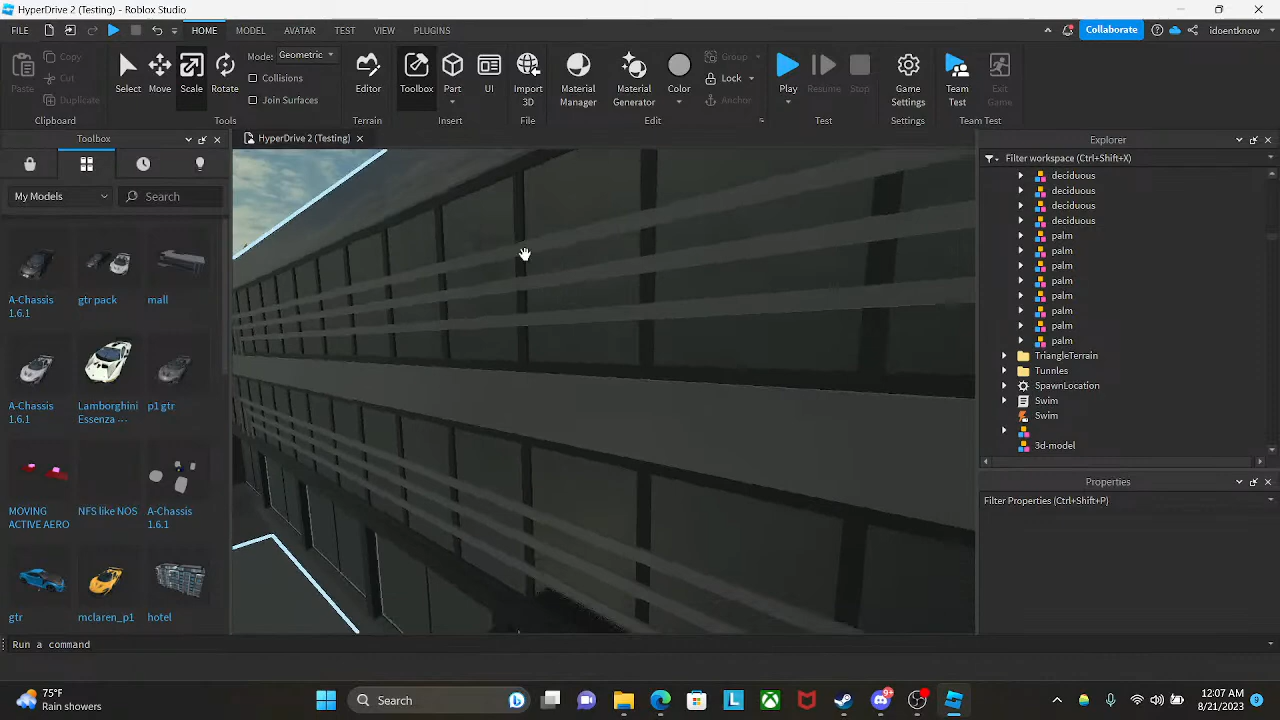 HyperDrive 2 (Testing) - Roblox Studio
FILE HOME MODEL AVATAR TEST VIEW PLUGINS Collaborate idoentknow
Paste Copy Cut Duplicate
Clipboard
Select Move Scale Rotate Mode: Geometric
Collisions
Join Surfaces
Tools
Editor
Terrain
Toolbox Part UI
Insert
Import
3D
File
Material
Manager
Material
Generator
Color
Group
Lock
Anchor
Edit
Play Resume Stop
Test
Game
Settings
Settings
Team
Test
Exit
Game
Team Test
Toolbox
My Models Search
A-Chassis
1.6.1
gtr pack
mall
A-Chassis
1.6.1
Lamborghini
Essenza ---
p1 gtr
MOVING
ACTIVE AERO
NFS like NOS
A-Chassis
1.6.1
gtr
mclaren_p1
hotel
HyperDrive 2 (Testing)
Explorer
Filter workspace (Ctrl+Shift+X)
deciduous
deciduous
deciduous
deciduous
palm
palm
palm
palm
palm
palm
palm
palm
TriangleTerrain
Tunnles
SpawnLocation
Swim
Swim
3d-model
Properties
Filter Properties (Ctrl+Shift+P)
Run a command
75°F
Rain showers
Search
L
9+
12:07 AM
8/21/2023
9